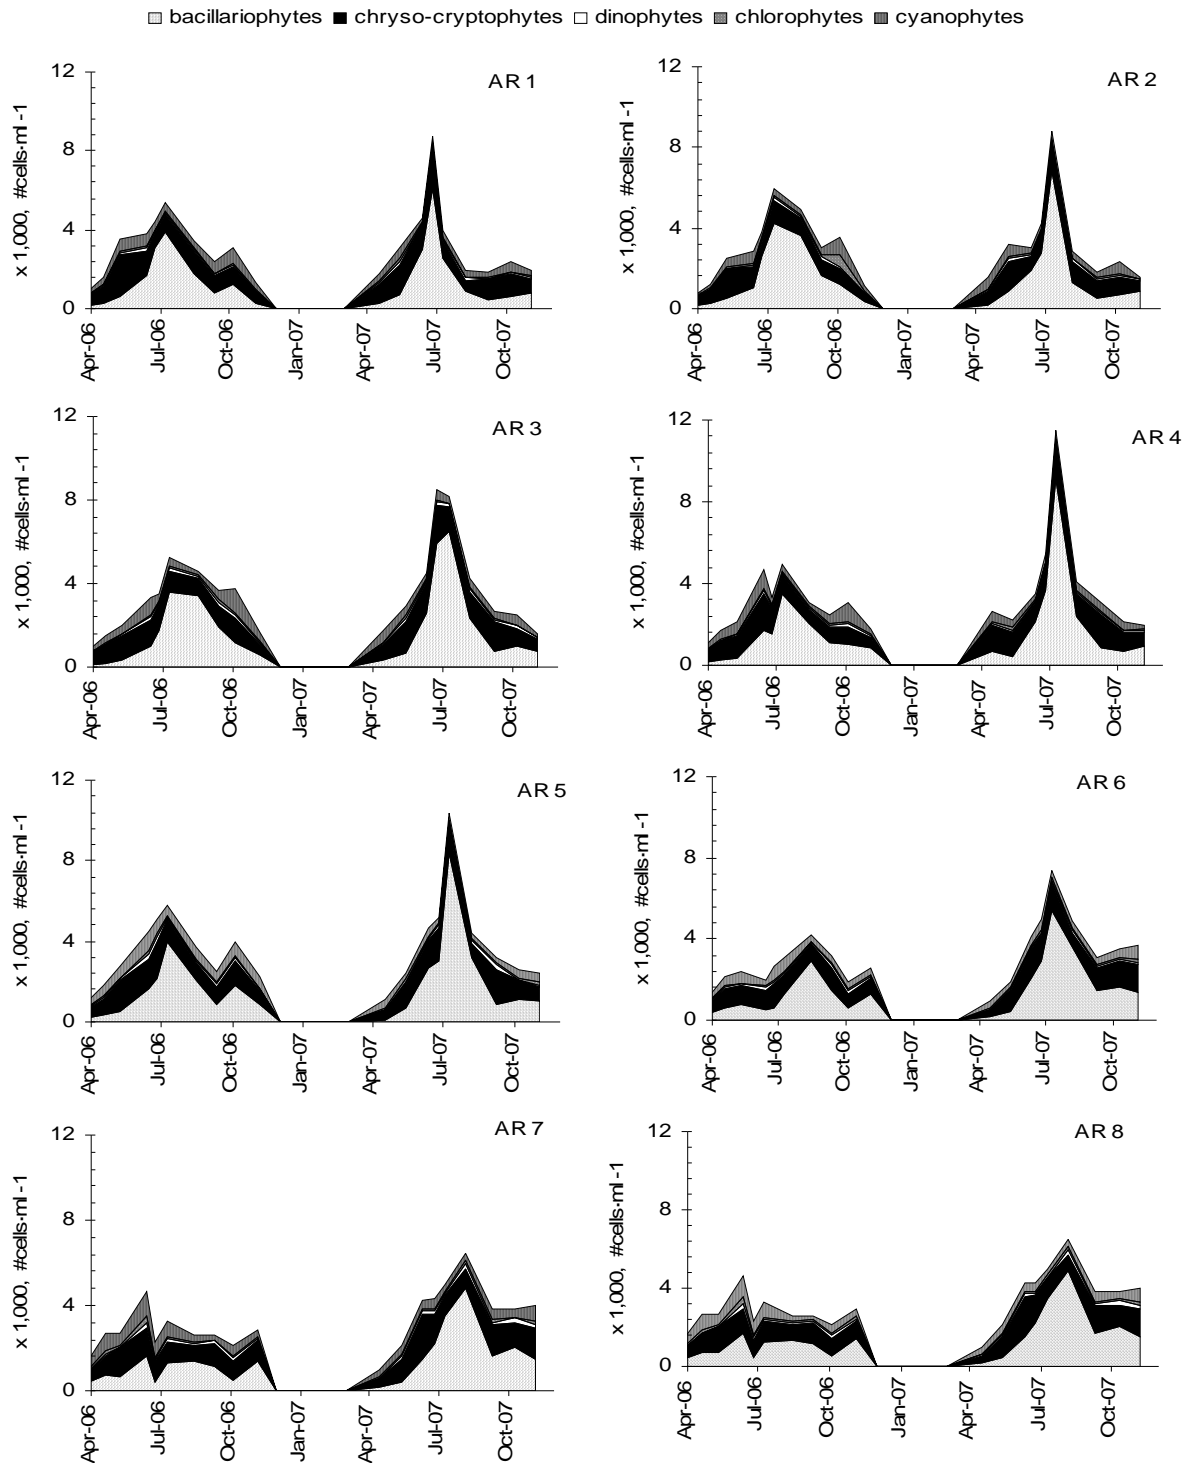 bacillariophytes chryso-cryptophytes dinophytes chlorophytes cyanophytes
AR 1
x 1,000, #cells·ml -1
12
8
4
0
Apr-06 Jul-06 Oct-06 Jan-07 Apr-07 Jul-07 Oct-07
AR 2
x 1,000, #cells·ml -1
12
8
4
0
Apr-06 Jul-06 Oct-06 Jan-07 Apr-07 Jul-07 Oct-07
AR 3
x 1,000, #cells·ml -1
12
8
4
0
Apr-06 Jul-06 Oct-06 Jan-07 Apr-07 Jul-07 Oct-07
AR 4
x 1,000, #cells·ml -1
12
8
4
0
Apr-06 Jul-06 Oct-06 Jan-07 Apr-07 Jul-07 Oct-07
AR 5
x 1,000, #cells·ml -1
12
8
4
0
Apr-06 Jul-06 Oct-06 Jan-07 Apr-07 Jul-07 Oct-07
AR 6
x 1,000, #cells·ml -1
12
8
4
0
Apr-06 Jul-06 Oct-06 Jan-07 Apr-07 Jul-07 Oct-07
AR 7
x 1,000, #cells·ml -1
12
8
4
0
Apr-06 Jul-06 Oct-06 Jan-07 Apr-07 Jul-07 Oct-07
AR 8
x 1,000, #cells·ml -1
12
8
4
0
Apr-06 Jul-06 Oct-06 Jan-07 Apr-07 Jul-07 Oct-07